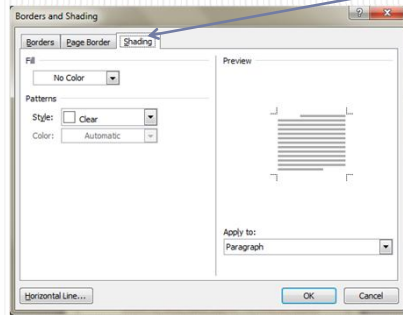 Borders and Shading
Borders Page Border Shading
Fill
No Color
Patterns
Style: Clear
Color: Automatic
Preview
Apply to:
Paragraph
Horizontal Line...
OK Cancel